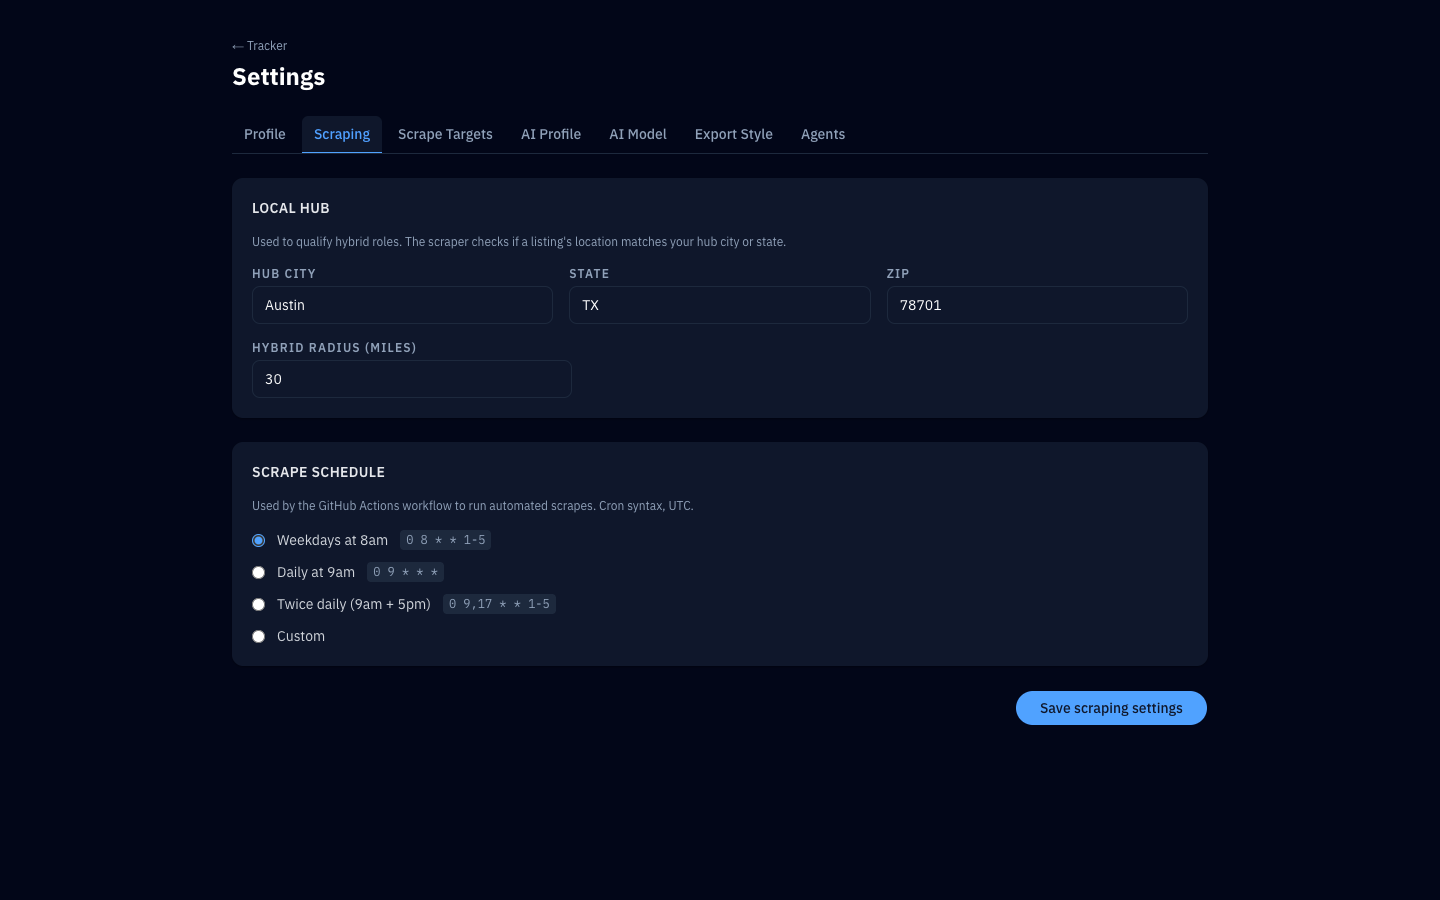 ← Tracker
Settings
Profile Scraping Scrape Targets AI Profile AI Model Export Style Agents
LOCAL HUB
Used to qualify hybrid roles. The scraper checks if a listing's location matches your hub city or state.
HUB CITY STATE ZIP
Austin TX 78701
HYBRID RADIUS (MILES)
30
SCRAPE SCHEDULE
Used by the GitHub Actions workflow to run automated scrapes. Cron syntax, UTC.
Weekdays at 8am 0 8 * * 1-5
Daily at 9am 0 9 * * *
Twice daily (9am + 5pm) 0 9,17 * * 1-5
Custom
Save scraping settings